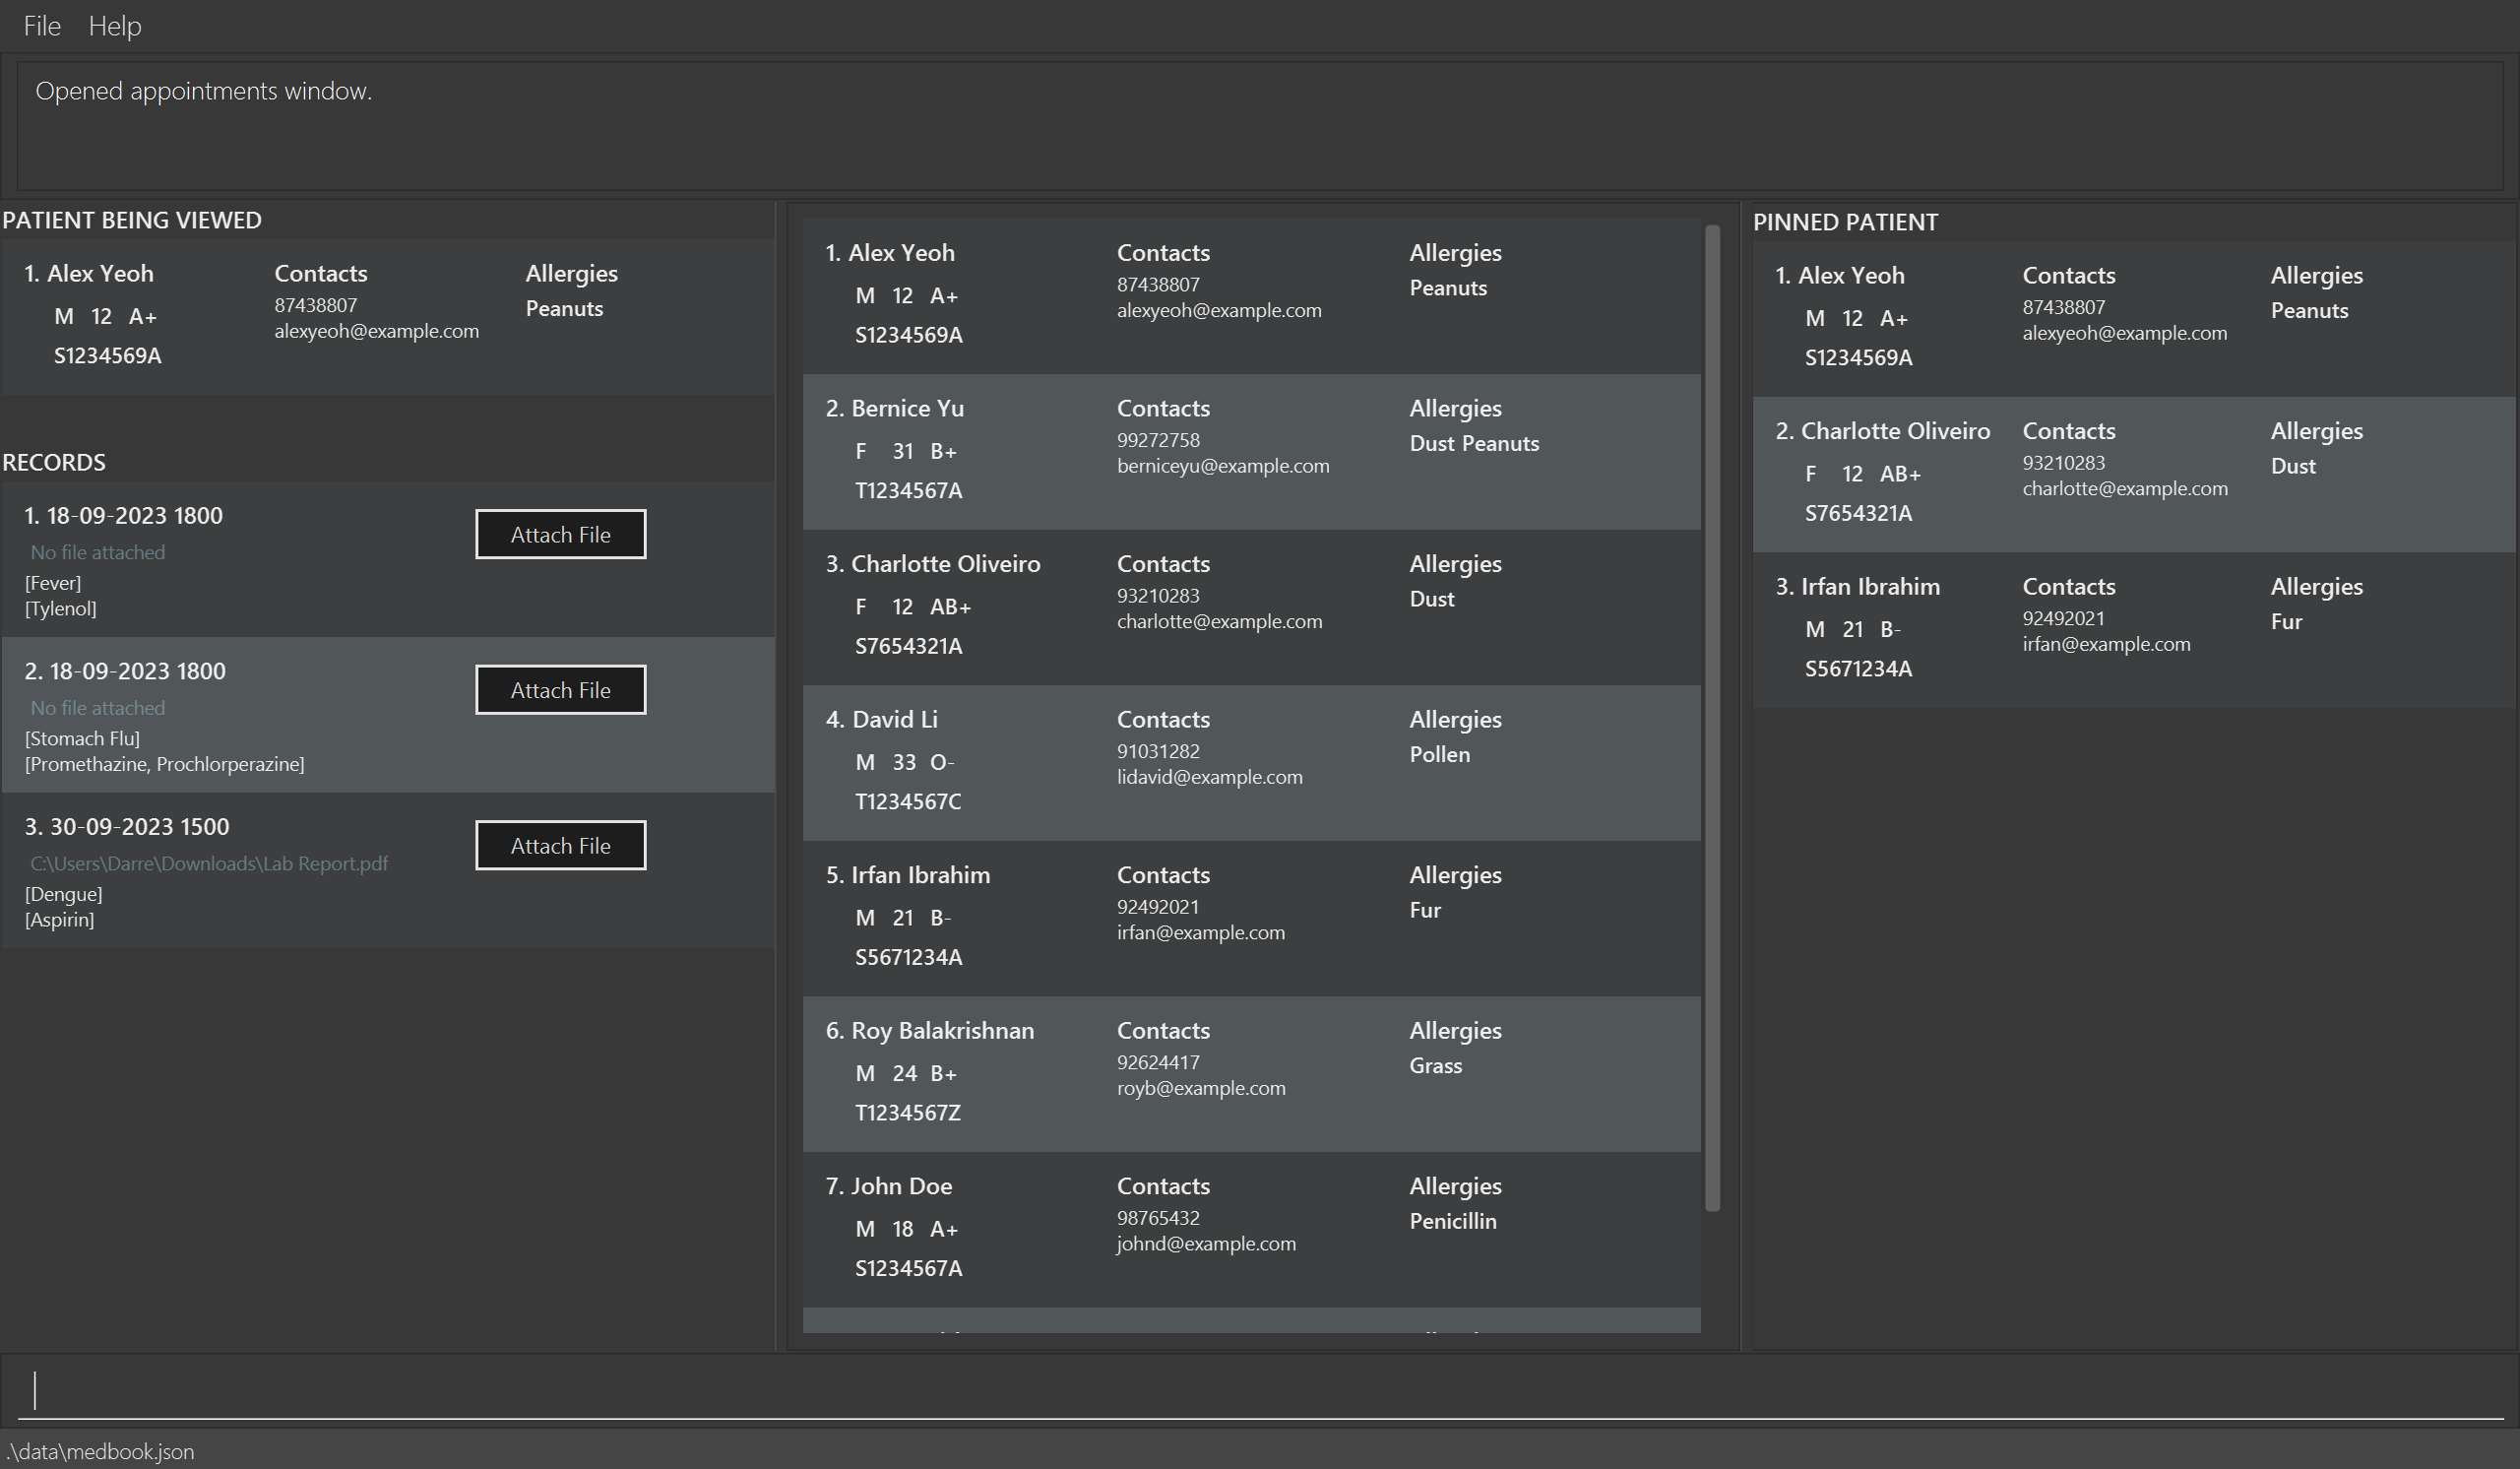 File Help
Opened appointments window.
PATIENT BEING VIEWED
1. Alex Yeoh Contacts Allergies
87438807 Peanuts
M 12 A+
alexyeoh@example.com
S1234569A
RECORDS
1. 18-09-2023 1800
Attach File
No file attached
[Fever]
[Tylenol]
2. 18-09-2023 1800
Attach File
No file attached
[Stomach Flu]
[Promethazine, Prochlorperazine]
3. 30-09-2023 1500
Attach File
C:\Users\Darre\Downloads\Lab Report.pdf
[Dengue]
[Aspirin]
1. Alex Yeoh Contacts Allergies
87438807 Peanuts
M 12 A+
alexyeoh@example.com
S1234569A
2. Bernice Yu Contacts Allergies
99272758 Dust Peanuts
F 31 B+
berniceyu@example.com
T1234567A
3. Charlotte Oliveiro Contacts Allergies
93210283 Dust
F 12 AB+
charlotte@example.com
S7654321A
4. David Li Contacts Allergies
91031282 Pollen
M 33 O-
lidavid@example.com
T1234567C
5. Irfan Ibrahim Contacts Allergies
92492021 Fur
M 21 B-
irfan@example.com
S5671234A
6. Roy Balakrishnan Contacts Allergies
92624417 Grass
M 24 B+
royb@example.com
T1234567Z
7. John Doe Contacts Allergies
98765432 Penicillin
M 18 A+
johnd@example.com
S1234567A
PINNED PATIENT
1. Alex Yeoh Contacts Allergies
87438807 Peanuts
M 12 A+
alexyeoh@example.com
S1234569A
2. Charlotte Oliveiro Contacts Allergies
93210283 Dust
F 12 AB+
charlotte@example.com
S7654321A
3. Irfan Ibrahim Contacts Allergies
92492021 Fur
M 21 B-
irfan@example.com
S5671234A
.\data\medbook.json